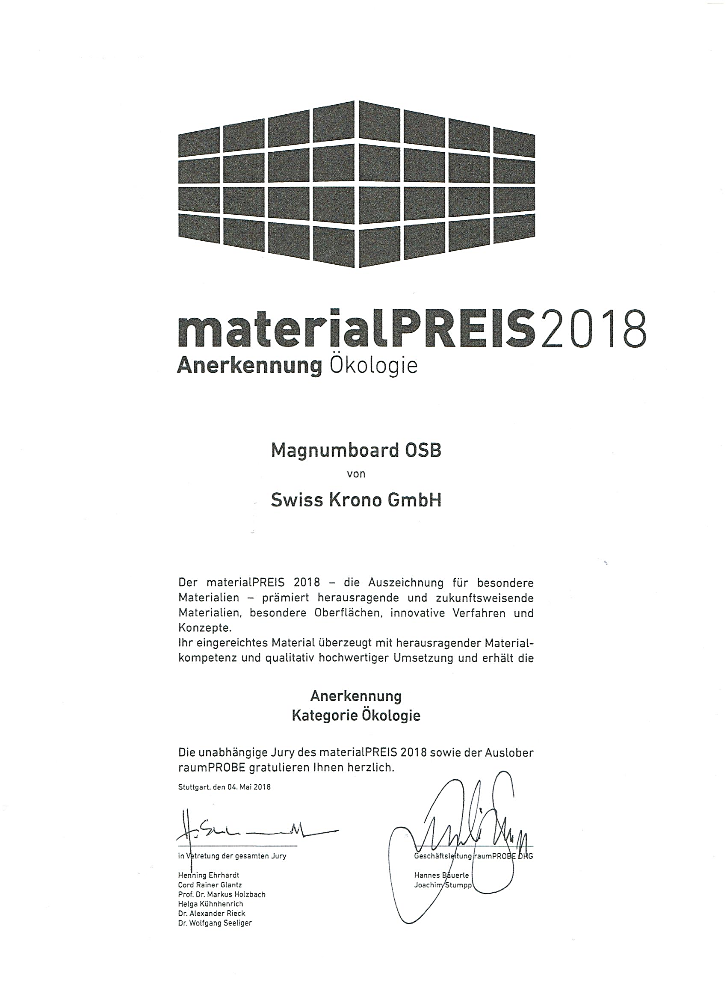 materialPREIS2018
Anerkennung Ökologie
Magnumboard OSB
von
Swiss Krono GmbH
Der materialPREIS 2018 – die Auszeichnung für besondere
Materialien – prämiert herausragende und zukunftsweisende
Materialien, besondere Oberflächen, innovative Verfahren und
Konzepte.
Ihr eingereichtes Material überzeugt mit herausragender Material-
kompetenz und qualitativ hochwertiger Umsetzung und erhält die
Anerkennung
Kategorie Ökologie
Die unabhängige Jury des materialPREIS 2018 sowie der Auslober
raumPROBE gratulieren Ihnen herzlich.
Stuttgart, den 04. Mai 2018
in Vetretung der gesamten Jury
Henning Ehrhardt
Cord Rainer Glantz
Prof. Dr. Markus Holzbach
Helga Kühnhenrich
Dr. Alexander Rieck
Dr. Wolfgang Seeliger
Geschäftsleitung raumPROBE OHG
Hannes Bäuerle
Joachim Stumpp